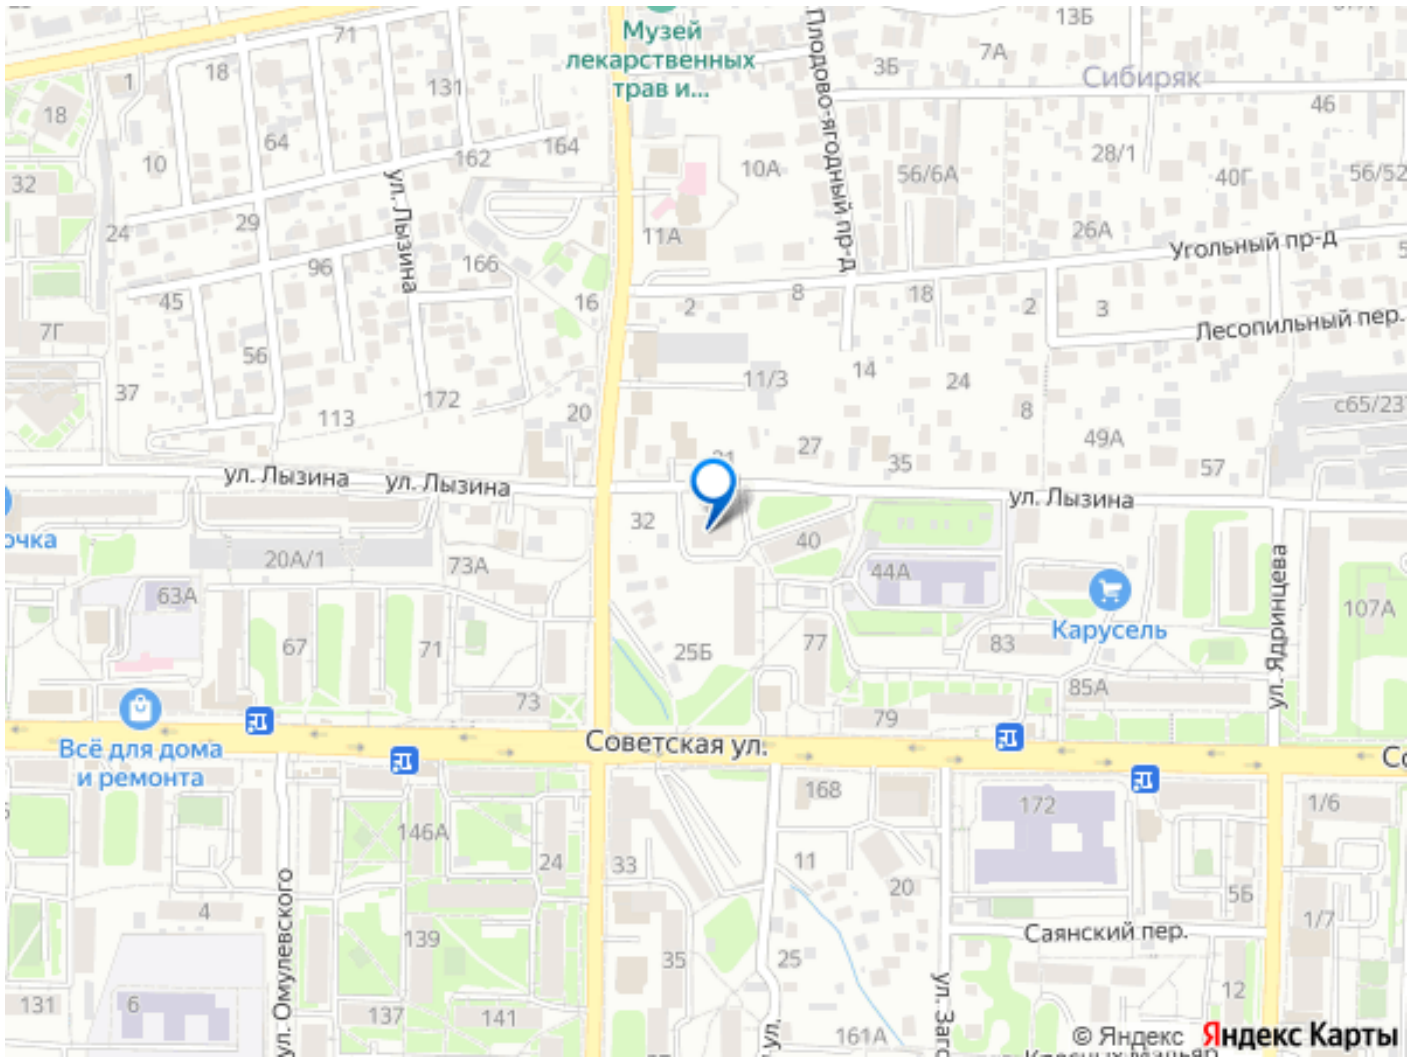 Музей
лекарственных
трав и...
Плодово-ягодный пр-д
13Б
7А
3Б
Сибиряк
71
18
1
131
46
18
64
10
162
164
28/1
10А
56/6А
40Г
56/52
32
ул. Лызина
29
24
11А
26А
Угольный пр-д
96
166
45
16
2
8
18
2
3
Лесопильный пер.
7Г
56
11/3
14
24
37
172
113
20
8
с65/23
49А
27
35
57
ул. Лызина
ул. Лызина
ул. Лызина
32
очка
40
20А/1
73А
44А
63А
ул. Ядринцева
107А
Карусель
67
71
25Б
77
83
85А
73
79
Всё для дома
и ремонта
Советская ул.
168
172
1/6
146А
24
33
11
20
5Б
4
ул. Омулевского
1/7
139
Саянский пер.
35
25
131
6
137
141
ул.
ул. Заго
12
161А
© Яндекс
Яндекс Карты